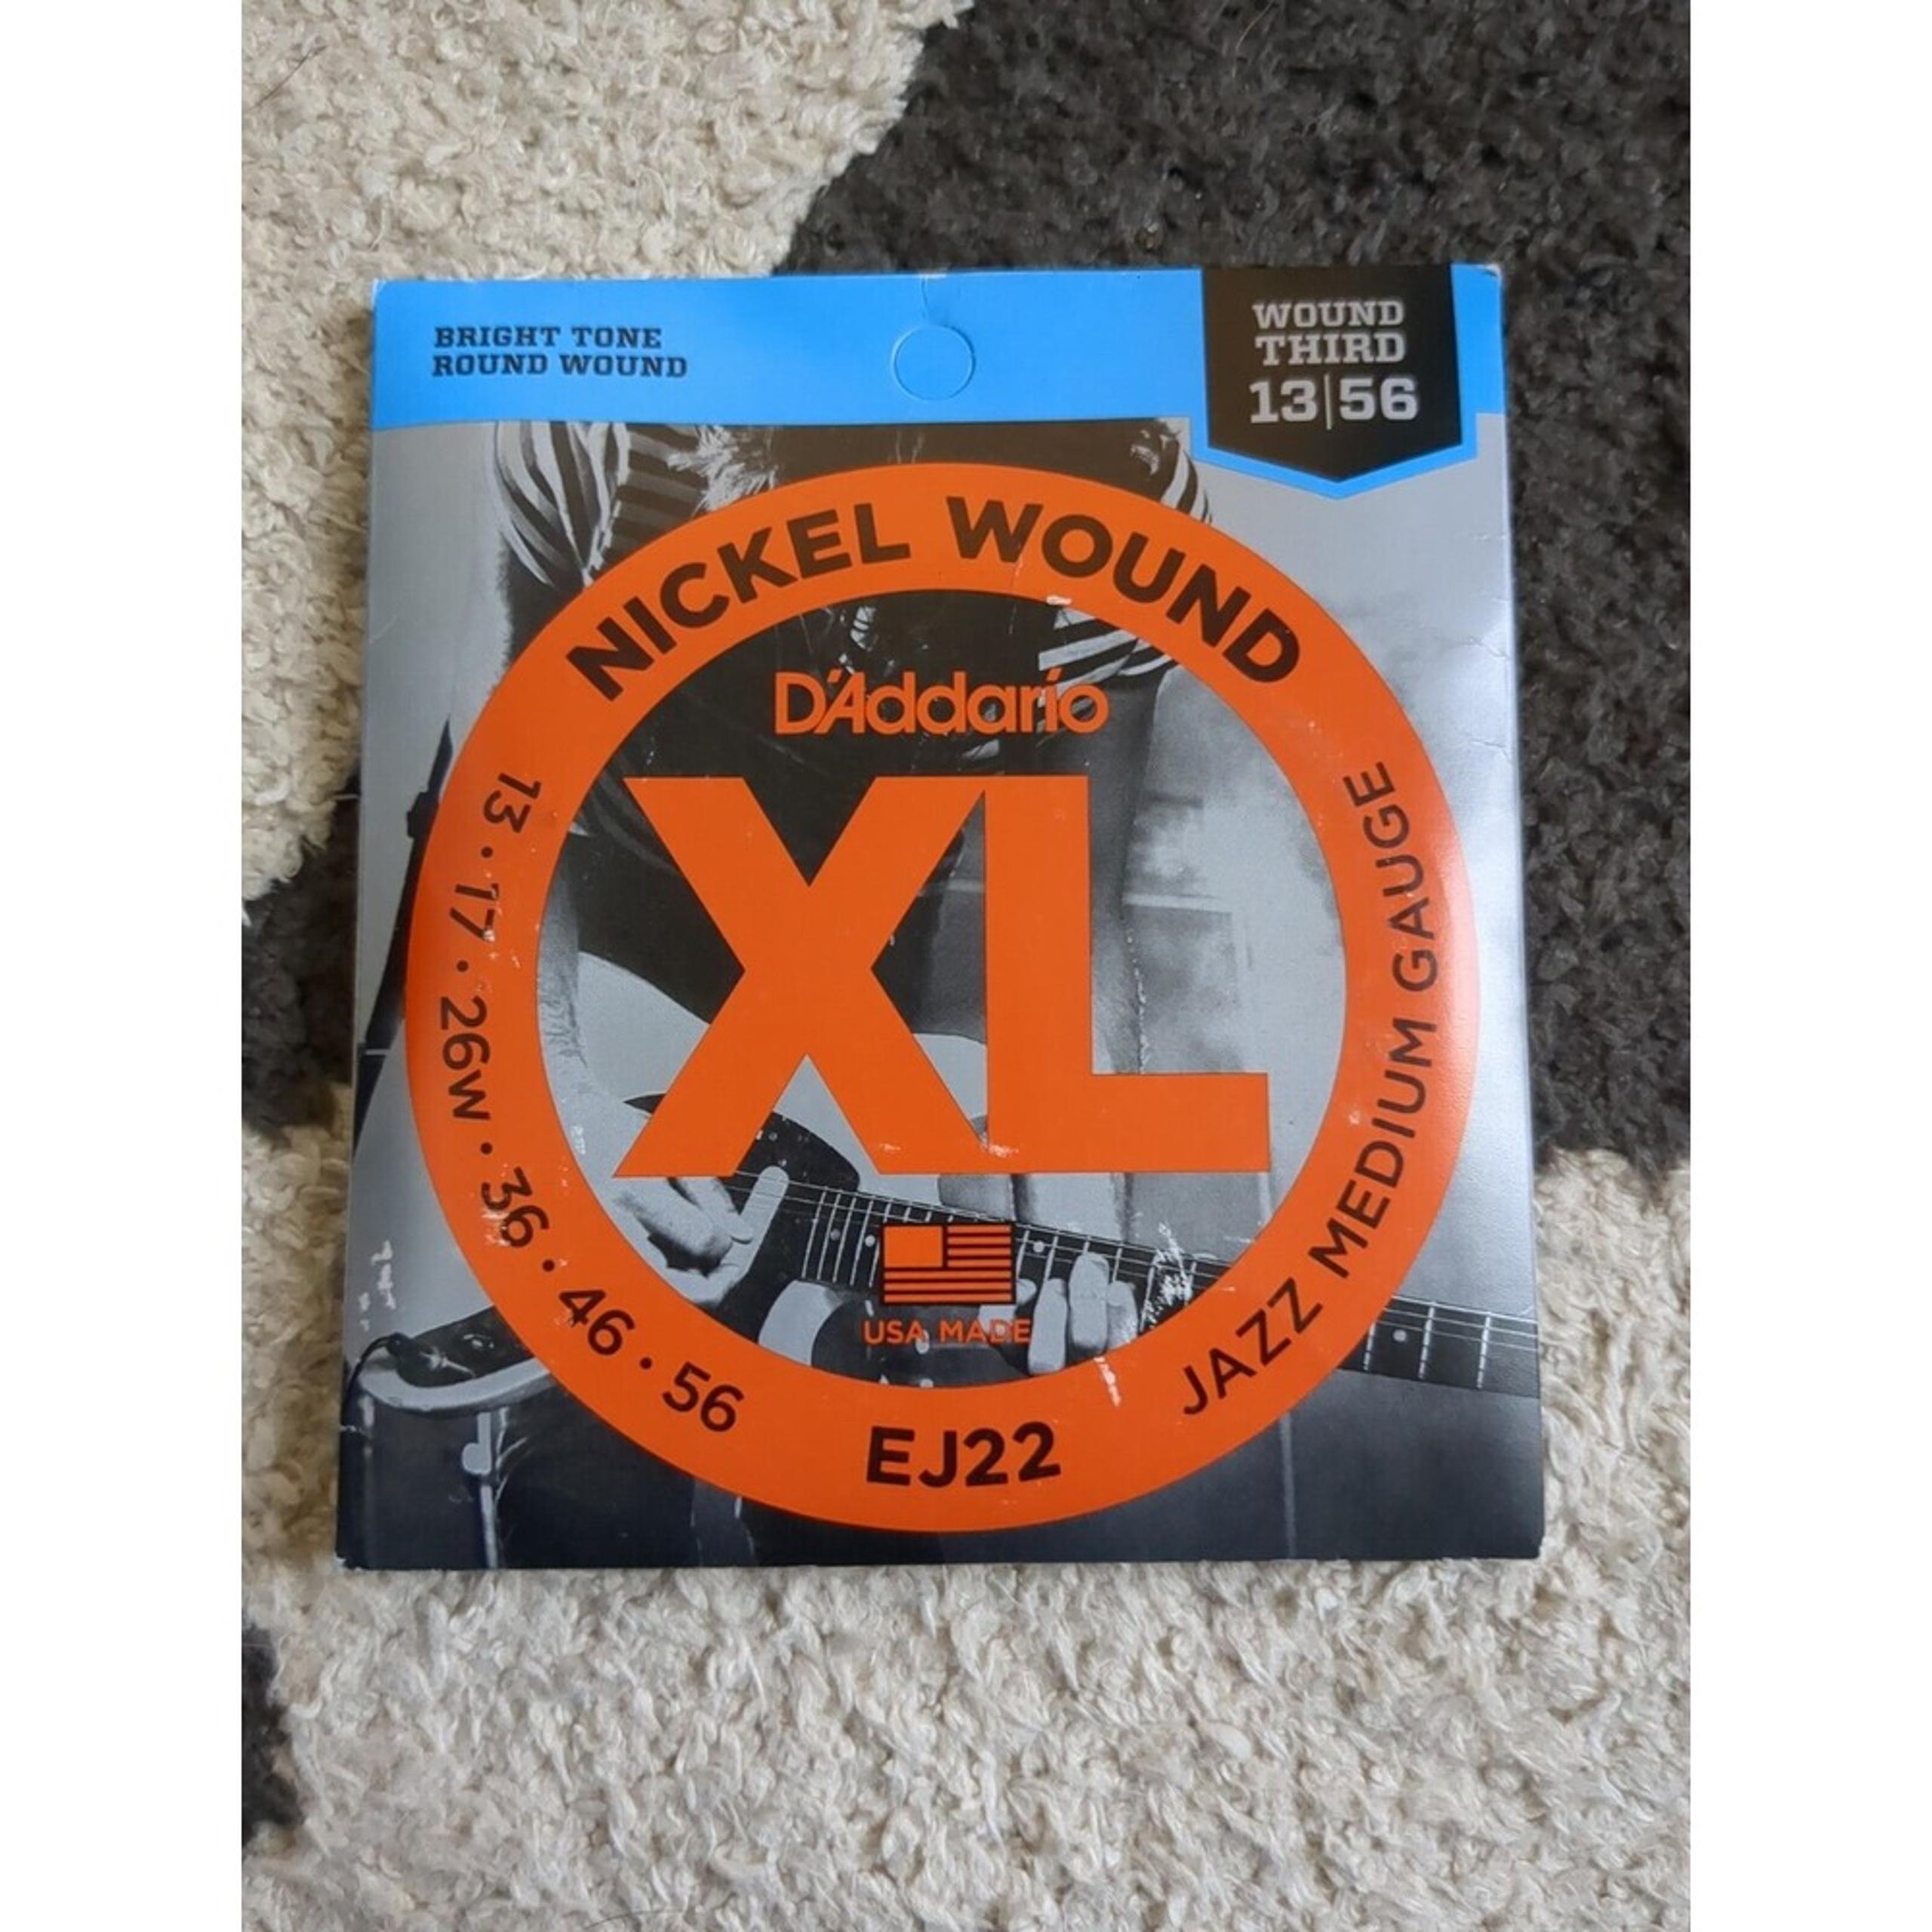 BRIGHT TONE
ROUND WOUND
WOUND
THIRD
13|56
NICKEL WOUND
D'Addario
XL
13 · 17 · 26w · 36 · 46 · 56
JAZZ MEDIUM GAUGE
USA MADE
EJ22